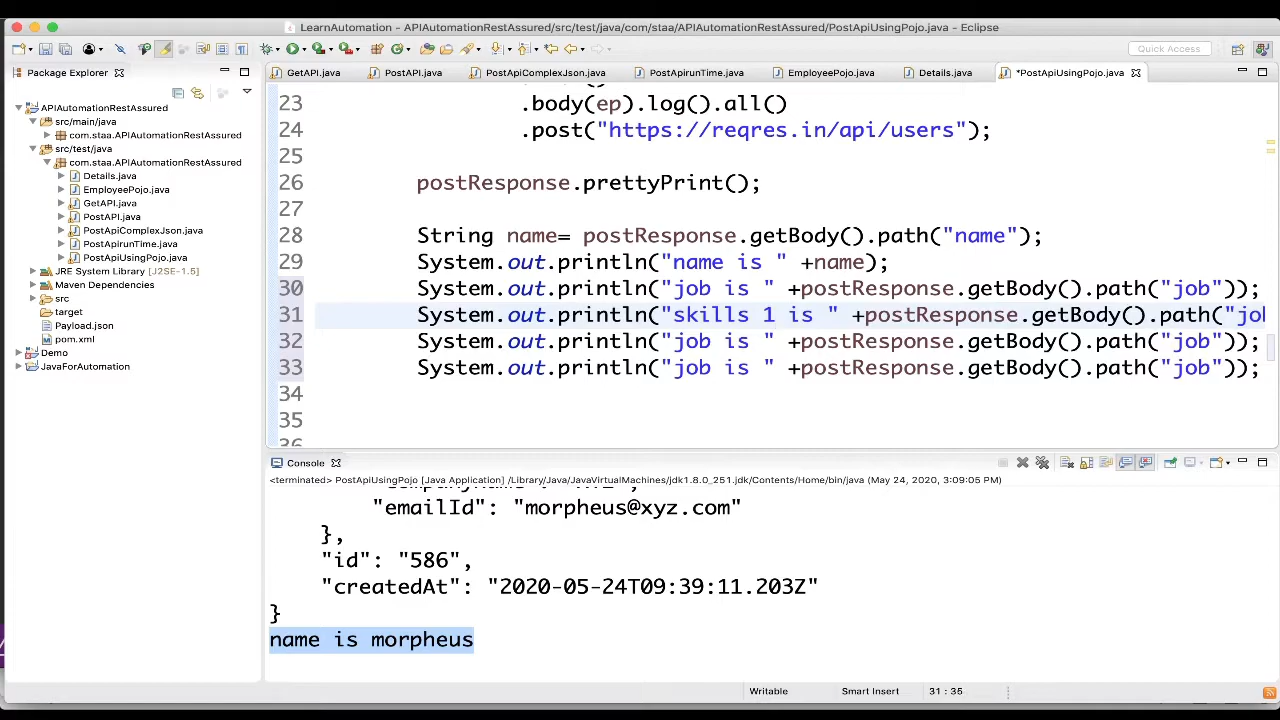 LearnAutomation - APIAutomationRestAssured/src/test/java/com/staa/APIAutomationRestAssured/PostApiUsingPojo.java - Eclipse
Quick Access
Package Explorer
GetAPI.java
PostAPI.java
PostApiComplexJson.java
PostApirunTime.java
EmployeePojo.java
Details.java
*PostApiUsingPojo.java
APIAutomationRestAssured
src/main/java
com.staa.APIAutomationRestAssured
src/test/java
com.staa.APIAutomationRestAssured
Details.java
EmployeePojo.java
GetAPI.java
PostAPI.java
PostApiComplexJson.java
PostApirunTime.java
PostApiUsingPojo.java
JRE System Library [J2SE-1.5]
Maven Dependencies
src
target
Payload.json
pom.xml
Demo
JavaForAutomation
23 .body(ep).log().all()
24 .post("https://reqres.in/api/users");
25
26 postResponse.prettyPrint();
27
28 String name= postResponse.getBody().path("name");
29 System.out.println("name is " +name);
30 System.out.println("job is " +postResponse.getBody().path("job"));
31 System.out.println("skills 1 is " +postResponse.getBody().path("job
32 System.out.println("job is " +postResponse.getBody().path("job"));
33 System.out.println("job is " +postResponse.getBody().path("job"));
34
35
36
Console
<terminated> PostApiUsingPojo [Java Application] /Library/Java/JavaVirtualMachines/jdk1.8.0_251.jdk/Contents/Home/bin/java (May 24, 2020, 3:09:05 PM)
"emailId": "morpheus@xyz.com"
},
"id": "586",
"createdAt": "2020-05-24T09:39:11.203Z"
}
name is morpheus
Writable
Smart Insert
31 : 35